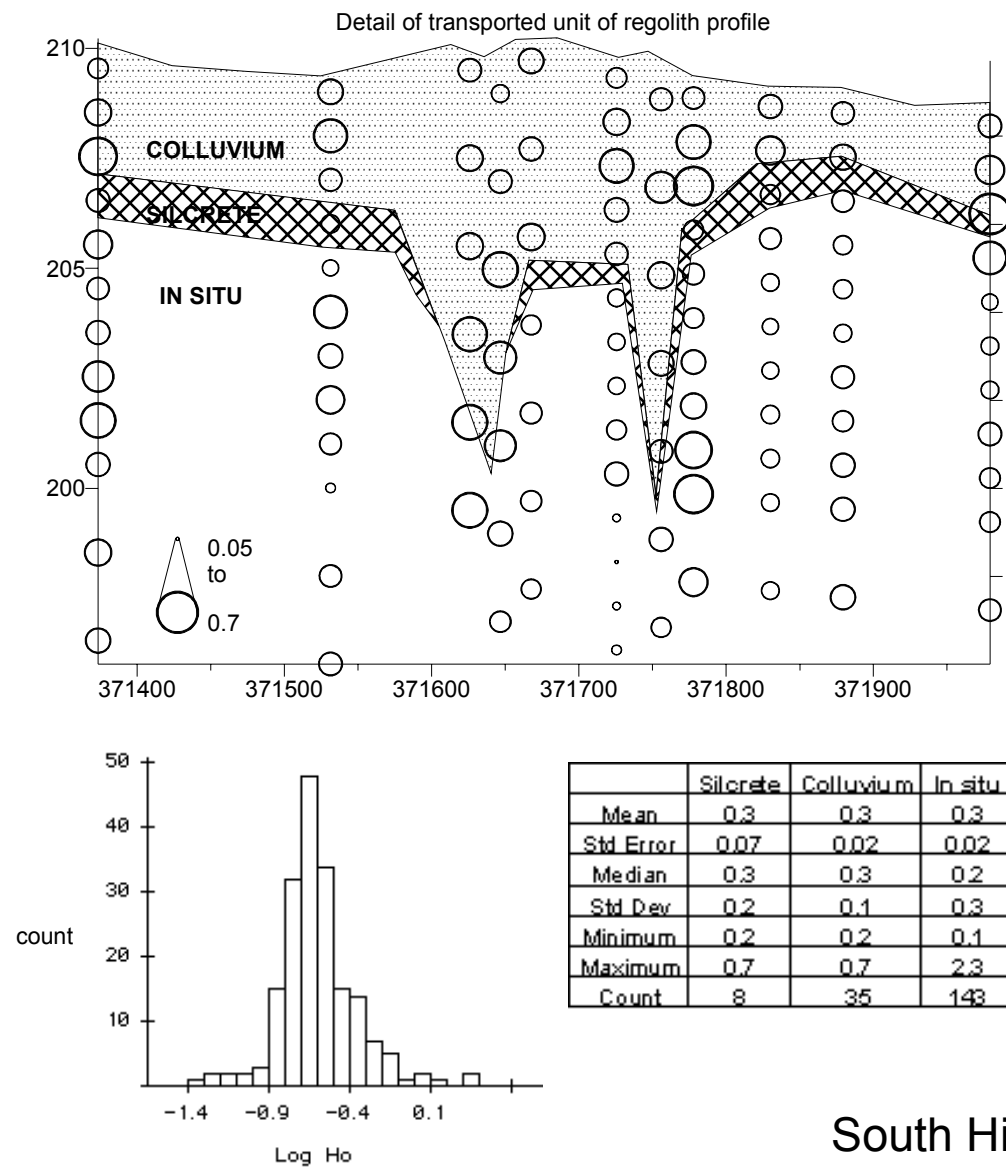 Detail of transported unit of regolith profile
210
COLLUVIUM
SILCRETE
205
IN SITU
200
0.05
to
0.7
371400 371500 371600 371700 371800 371900
50
40
30
count
20
10
-1.4 -0.9 -0.4 0.1
Log Ho
Silcrete Colluvium In situ
Mean 0.3 0.3 0.3
Std Error 0.07 0.02 0.02
Median 0.3 0.3 0.2
Std Dev 0.2 0.1 0.3
Minimum 0.2 0.2 0.1
Maximum 0.7 0.7 2.3
Count 8 35 143
South Hi